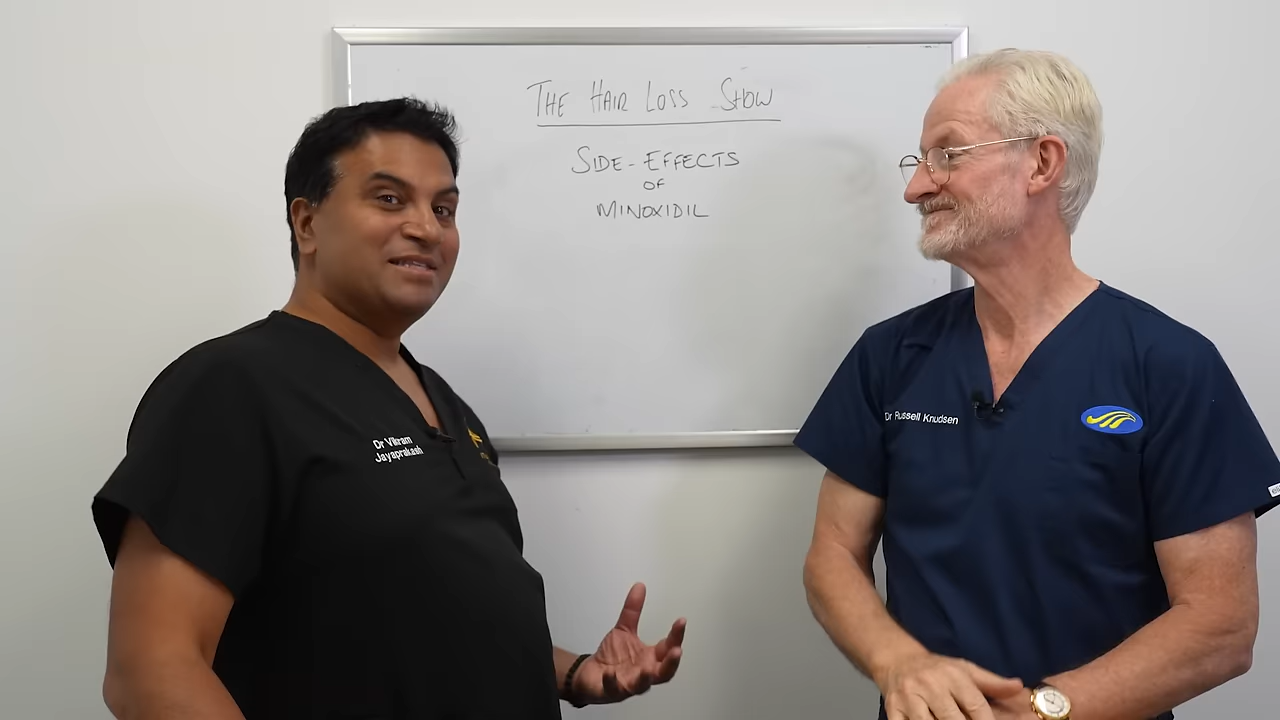 THE HAIR LOSS SHOW
SIDE-EFFECTS
OF
MINOXIDIL
Dr Vikram
Jayaprakash
Dr Russell Knudsen